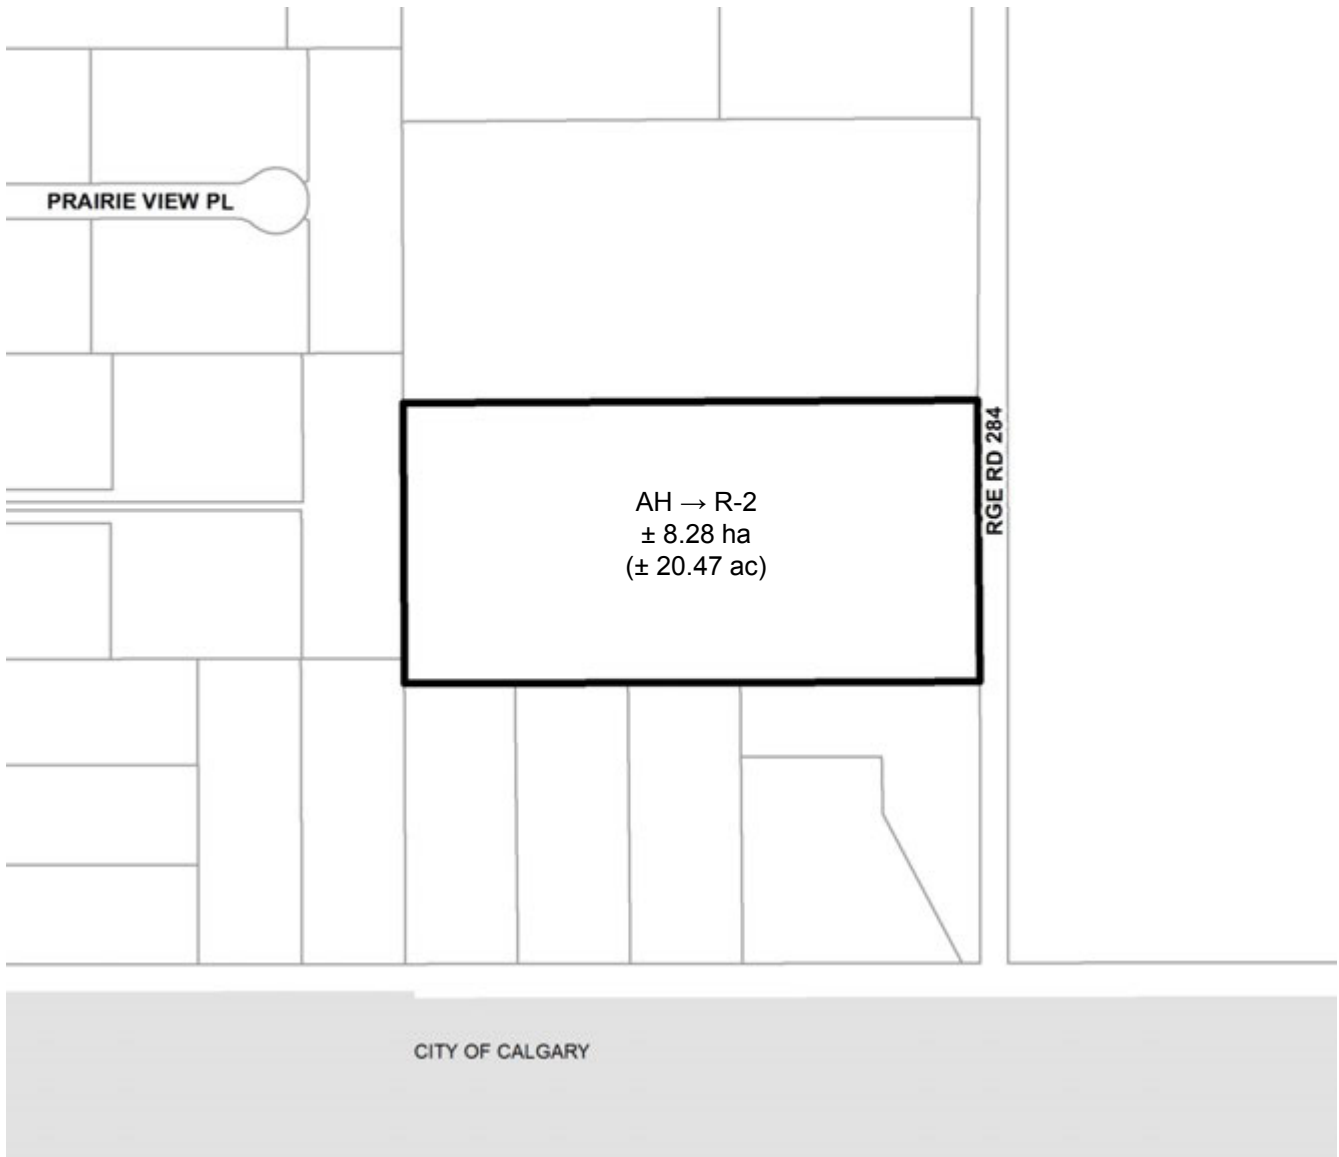 PRAIRIE VIEW PL
RGE RD 284
AH → R-2
± 8.28 ha
(± 20.47 ac)
CITY OF CALGARY